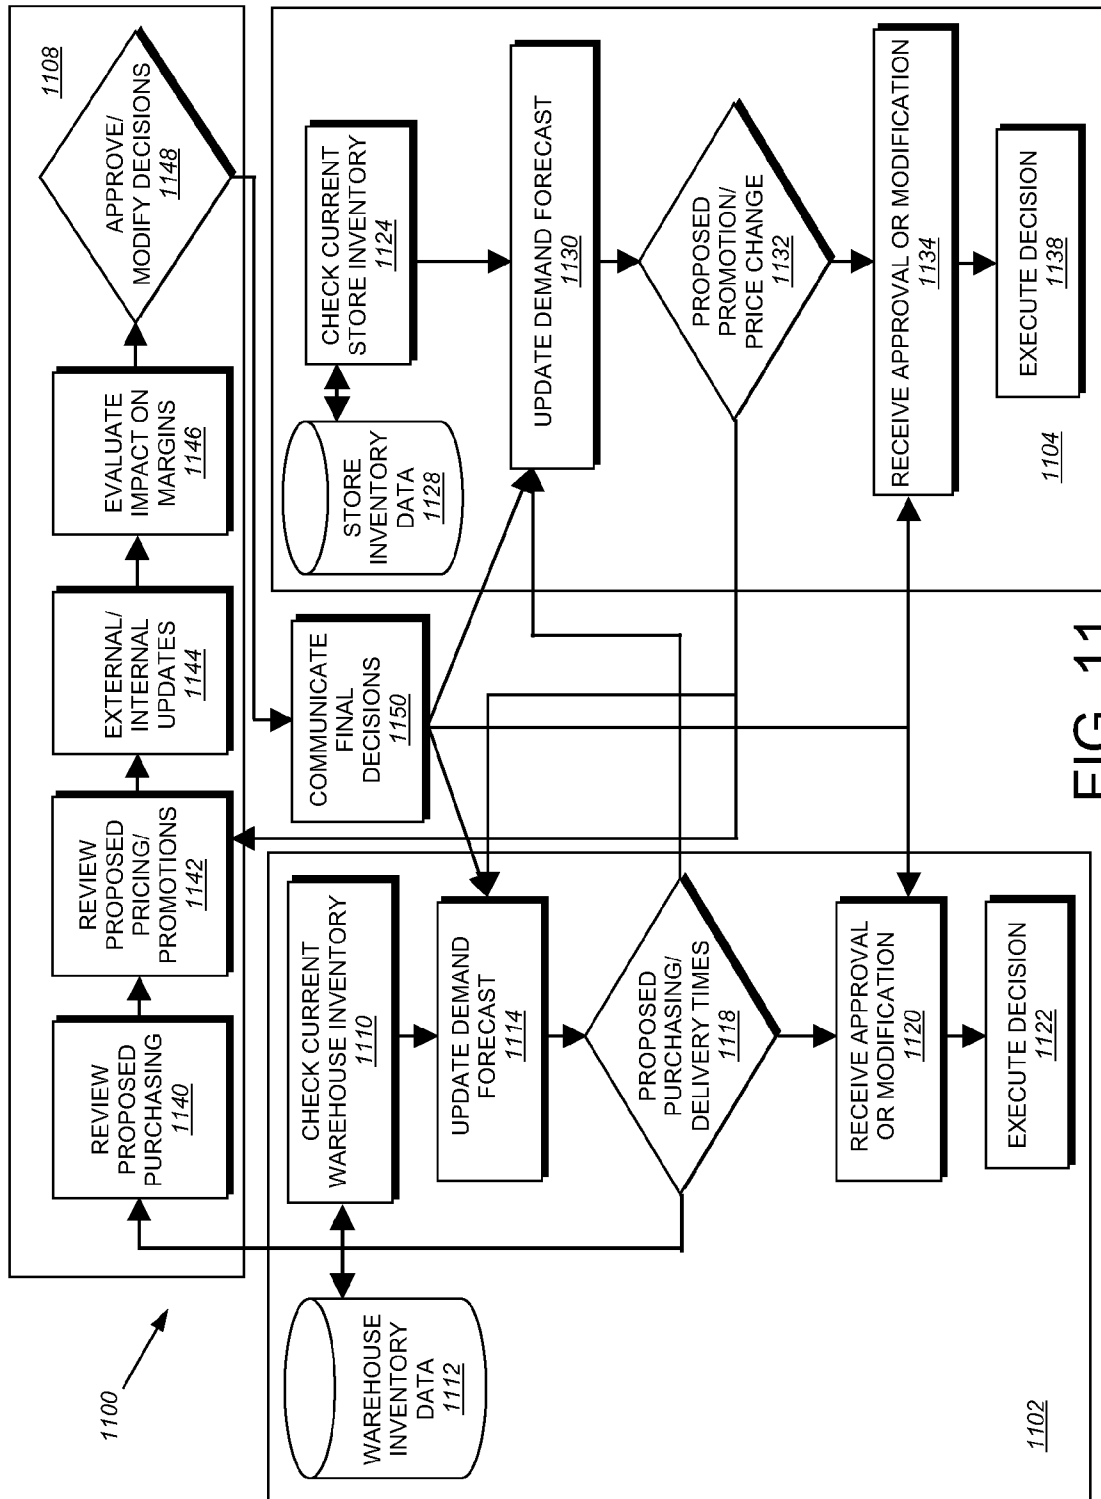 1100
REVIEW
PROPOSED
PURCHASING
1140
REVIEW
PROPOSED
PRICING/
PROMOTIONS
1142
EXTERNAL/
INTERNAL
UPDATES
1144
EVALUATE
IMPACT ON
MARGINS
1146
APPROVE/
MODIFY DECISIONS
1148
1108
COMMUNICATE
FINAL
DECISIONS
1150
WAREHOUSE
INVENTORY
DATA
1112
CHECK CURRENT
WAREHOUSE INVENTORY
1110
UPDATE DEMAND
FORECAST
1114
PROPOSED
PURCHASING/
DELIVERY TIMES
1118
RECEIVE APPROVAL
OR MODIFICATION
1120
EXECUTE DECISION
1122
1102
STORE
INVENTORY
DATA
1128
CHECK CURRENT
STORE INVENTORY
1124
UPDATE DEMAND FORECAST
1130
PROPOSED
PROMOTION/
PRICE CHANGE
1132
RECEIVE APPROVAL OR MODIFICATION
1134
EXECUTE DECISION
1138
1104
FIG. 11